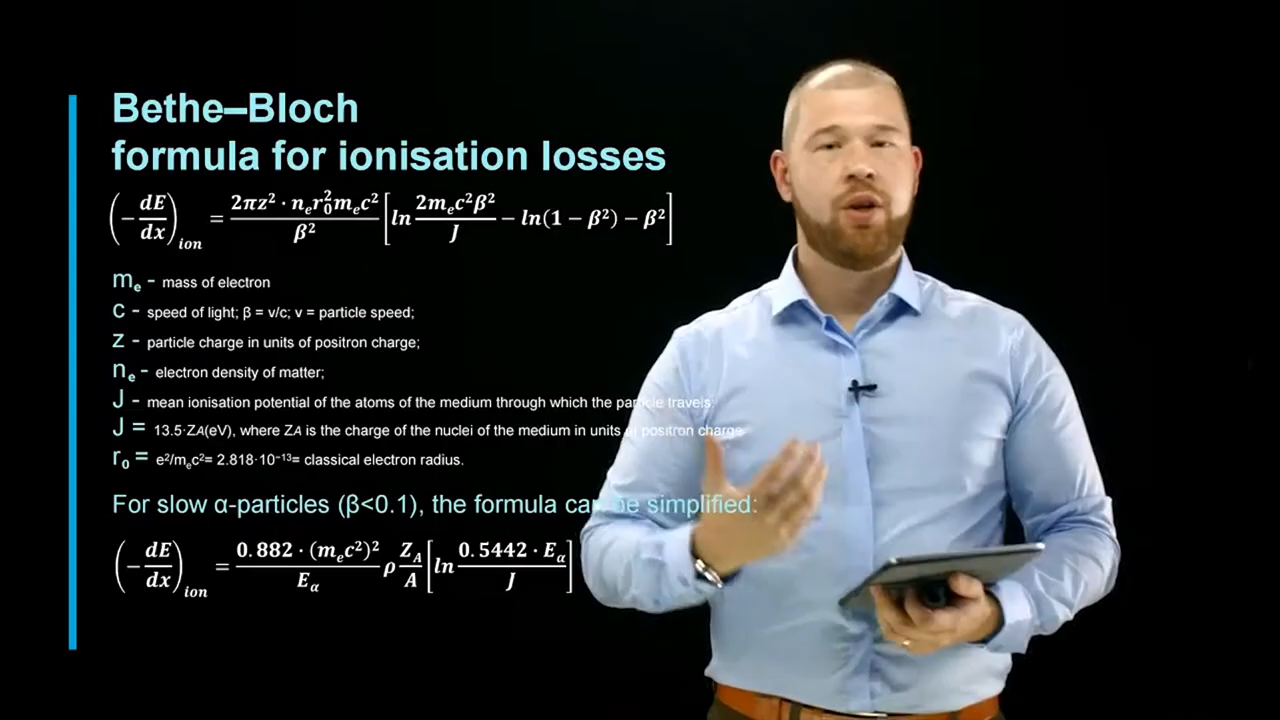 Bethe–Bloch
formula for ionisation losses
(-dE/dx)ion = 2πz² · nₑr₀²mₑc²/β² [ln 2mₑc²β²/J − ln(1 − β²) − β²]
mₑ - mass of electron
c - speed of light; β = v/c; v = particle speed;
z - particle charge in units of positron charge;
nₑ - electron density of matter;
J - mean ionisation potential of the atoms of the medium through which the particle travels;
J = 13.5·ZA(eV), where ZA is the charge of the nuclei of the medium in units of positron charge.
r₀ = e²/mₑc²= 2.818·10⁻¹³= classical electron radius.
For slow α-particles (β<0.1), the formula can be simplified:
(-dE/dx)ion = 0.882 · (mₑc²)²/Eα ρ ZA/A [ln 0.5442 · Eα/J]